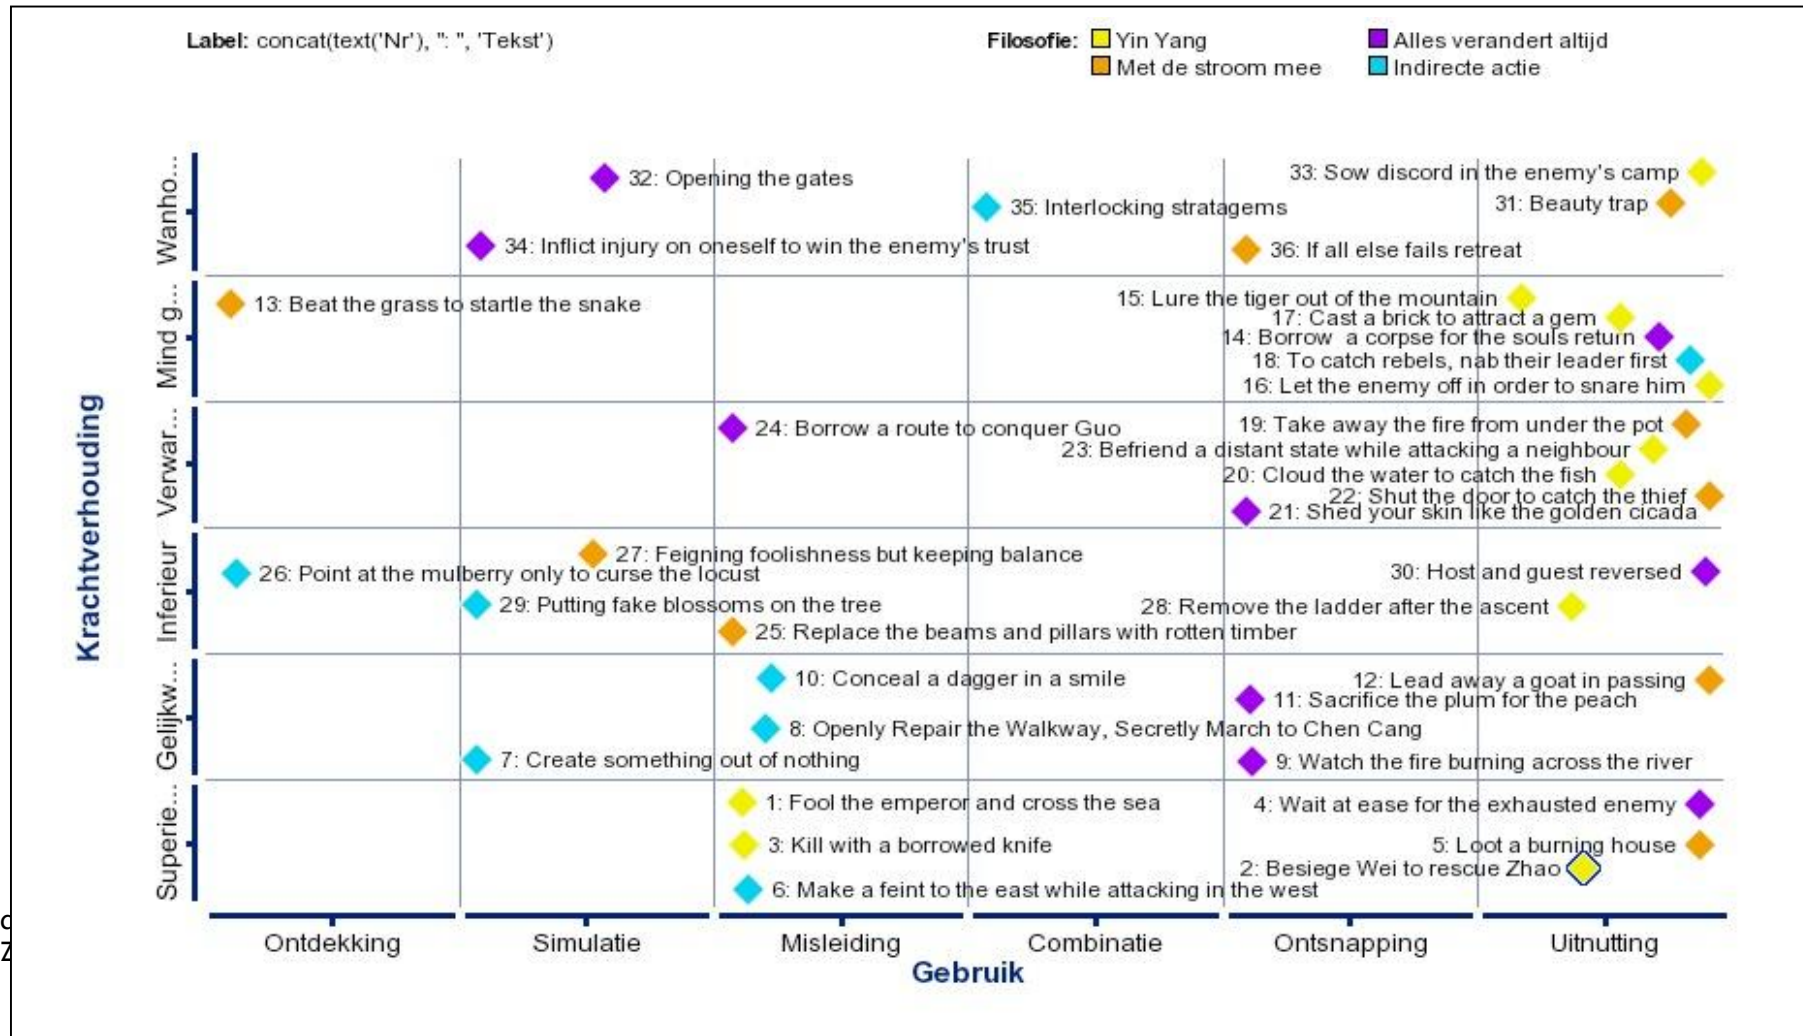 Label: concat(text('Nr'), ": ", 'Tekst')
Filosofie: Yin Yang Alles verandert altijd
Met de stroom mee Indirecte actie
Krachtverhouding
Wanho...
32: Opening the gates
33: Sow discord in the enemy's camp
35: Interlocking stratagems
31: Beauty trap
34: Inflict injury on oneself to win the enemy's trust
36: If all else fails retreat
Mind g...
13: Beat the grass to startle the snake
15: Lure the tiger out of the mountain
17: Cast a brick to attract a gem
14: Borrow a corpse for the souls return
18: To catch rebels, nab their leader first
16: Let the enemy off in order to snare him
Verwar...
24: Borrow a route to conquer Guo
19: Take away the fire from under the pot
23: Befriend a distant state while attacking a neighbour
20: Cloud the water to catch the fish
22: Shut the door to catch the thief
21: Shed your skin like the golden cicada
Inferieur
27: Feigning foolishness but keeping balance
26: Point at the mulberry only to curse the locust
30: Host and guest reversed
29: Putting fake blossoms on the tree
28: Remove the ladder after the ascent
25: Replace the beams and pillars with rotten timber
Gelijkw...
10: Conceal a dagger in a smile
12: Lead away a goat in passing
11: Sacrifice the plum for the peach
8: Openly Repair the Walkway, Secretly March to Chen Cang
7: Create something out of nothing
9: Watch the fire burning across the river
Superie...
1: Fool the emperor and cross the sea
4: Wait at ease for the exhausted enemy
3: Kill with a borrowed knife
5: Loot a burning house
2: Besiege Wei to rescue Zhao
6: Make a feint to the east while attacking in the west
Ontdekking Simulatie Misleiding Combinatie Ontsnapping Uitnutting
Gebruik